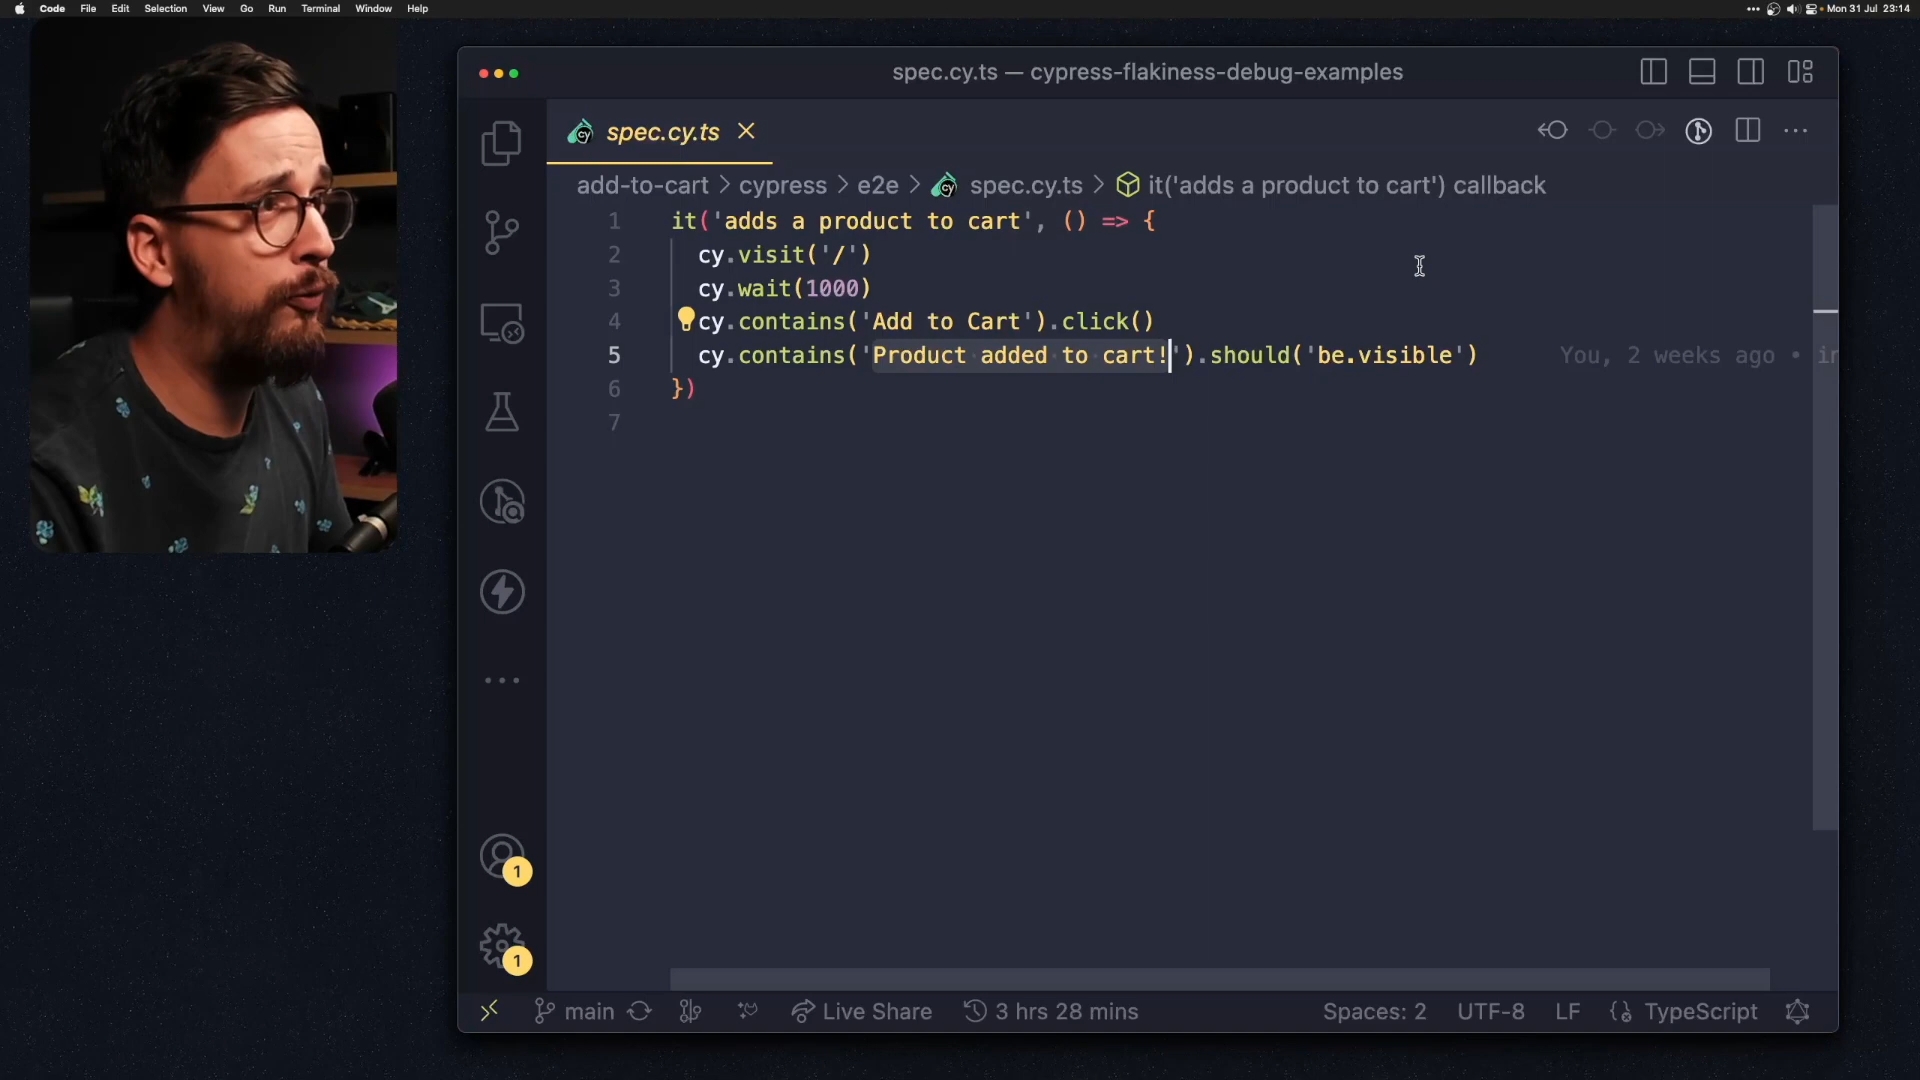 Code File Edit Selection View Go Run Terminal Window Help
Mon 31 Jul 23:14
spec.cy.ts — cypress-flakiness-debug-examples
spec.cy.ts
add-to-cart > cypress > e2e > spec.cy.ts > it('adds a product to cart') callback
1 it('adds a product to cart', () => {
2 cy.visit('/')
3 cy.wait(1000)
4 cy.contains('Add to Cart').click()
5 cy.contains('Product added to cart!').should('be.visible') You, 2 weeks ago • in
6 })
7
1
1
main Live Share 3 hrs 28 mins Spaces: 2 UTF-8 LF TypeScript